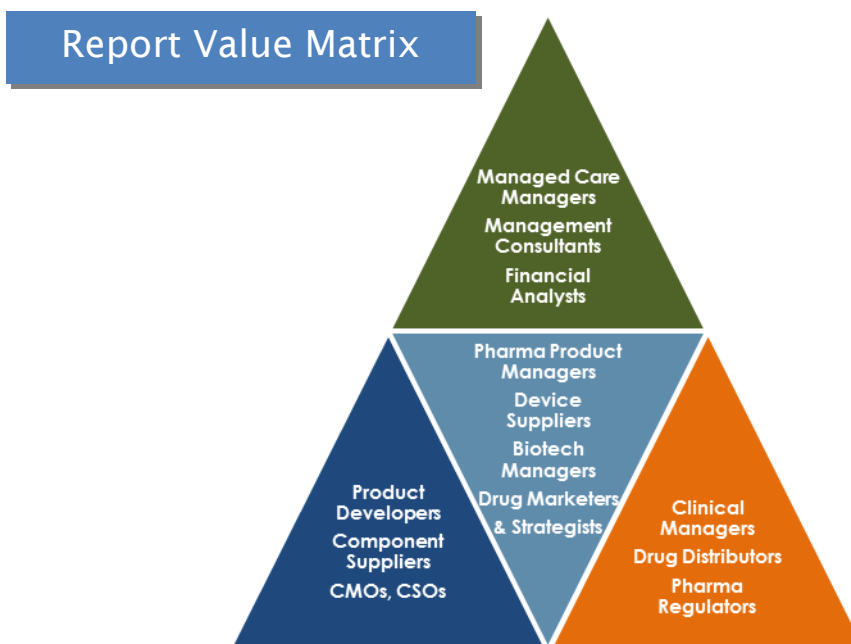 Report Value Matrix
Managed Care
Managers
Management
Consultants
Financial
Analysts
Pharma Product
Managers
Device
Suppliers
Biotech
Managers
Drug Marketers
& Strategists
Product
Developers
Component
Suppliers
CMOs, CSOs
Clinical
Managers
Drug Distributors
Pharma
Regulators